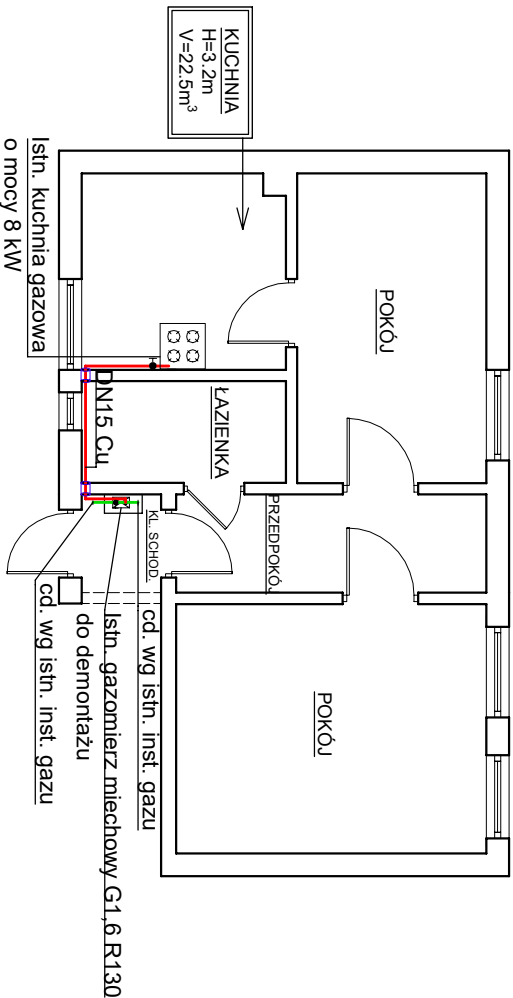 KUCHNIA
H=3.2m
V=22.5m³
Istn. kuchnia gazowa
o mocy 8 kW
POKÓJ
ŁAZIENKA
DN15 Cu
PRZEDPOKÓJ
KL. SCHOD.
POKÓJ
cd. wg istn. inst. gazu
Istn. gazomierz miechowy G1,6 R130
do demontażu
cd. wg istn. inst. gazu